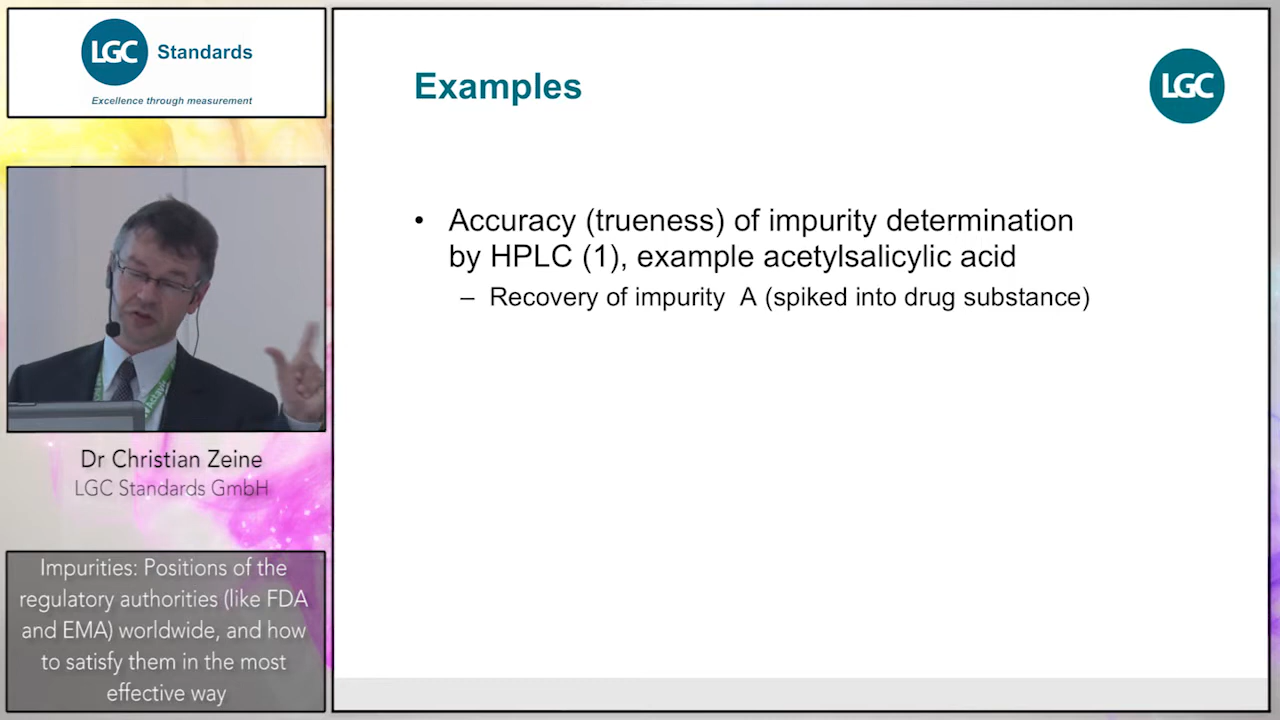 LGC Standards
Excellence through measurement
Examples
LGC
• Accuracy (trueness) of impurity determination
by HPLC (1), example acetylsalicylic acid
– Recovery of impurity A (spiked into drug substance)
Dr Christian Zeine
LGC Standards GmbH
Impurities: Positions of the
regulatory authorities (like FDA
and EMA) worldwide, and how
to satisfy them in the most
effective way